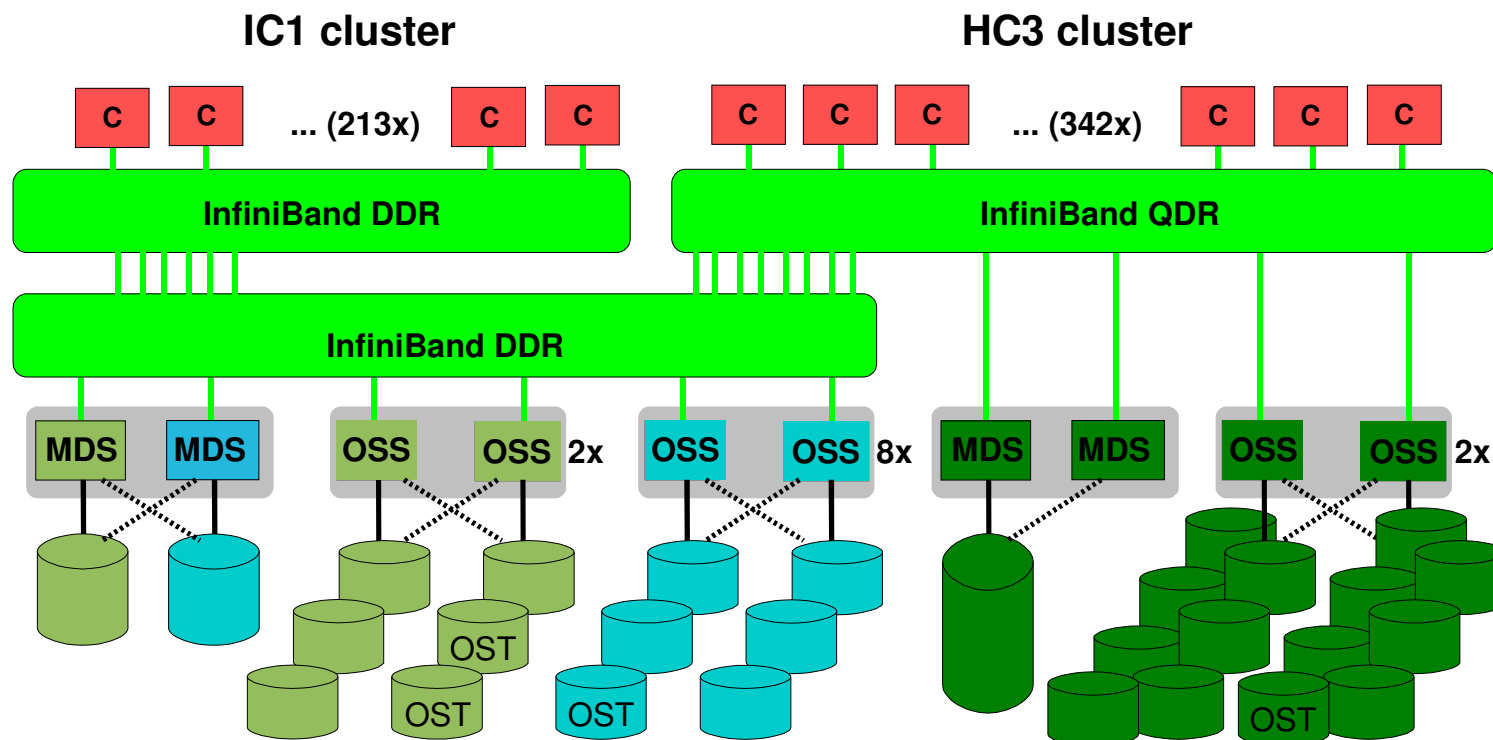 IC1 cluster
HC3 cluster
C C ... (213x) C C
C C C ... (342x) C C C
InfiniBand DDR
InfiniBand QDR
InfiniBand DDR
MDS MDS
OSS OSS 2x
OSS OSS 8x
MDS MDS
OSS OSS 2x
OST
OST
OST
OST